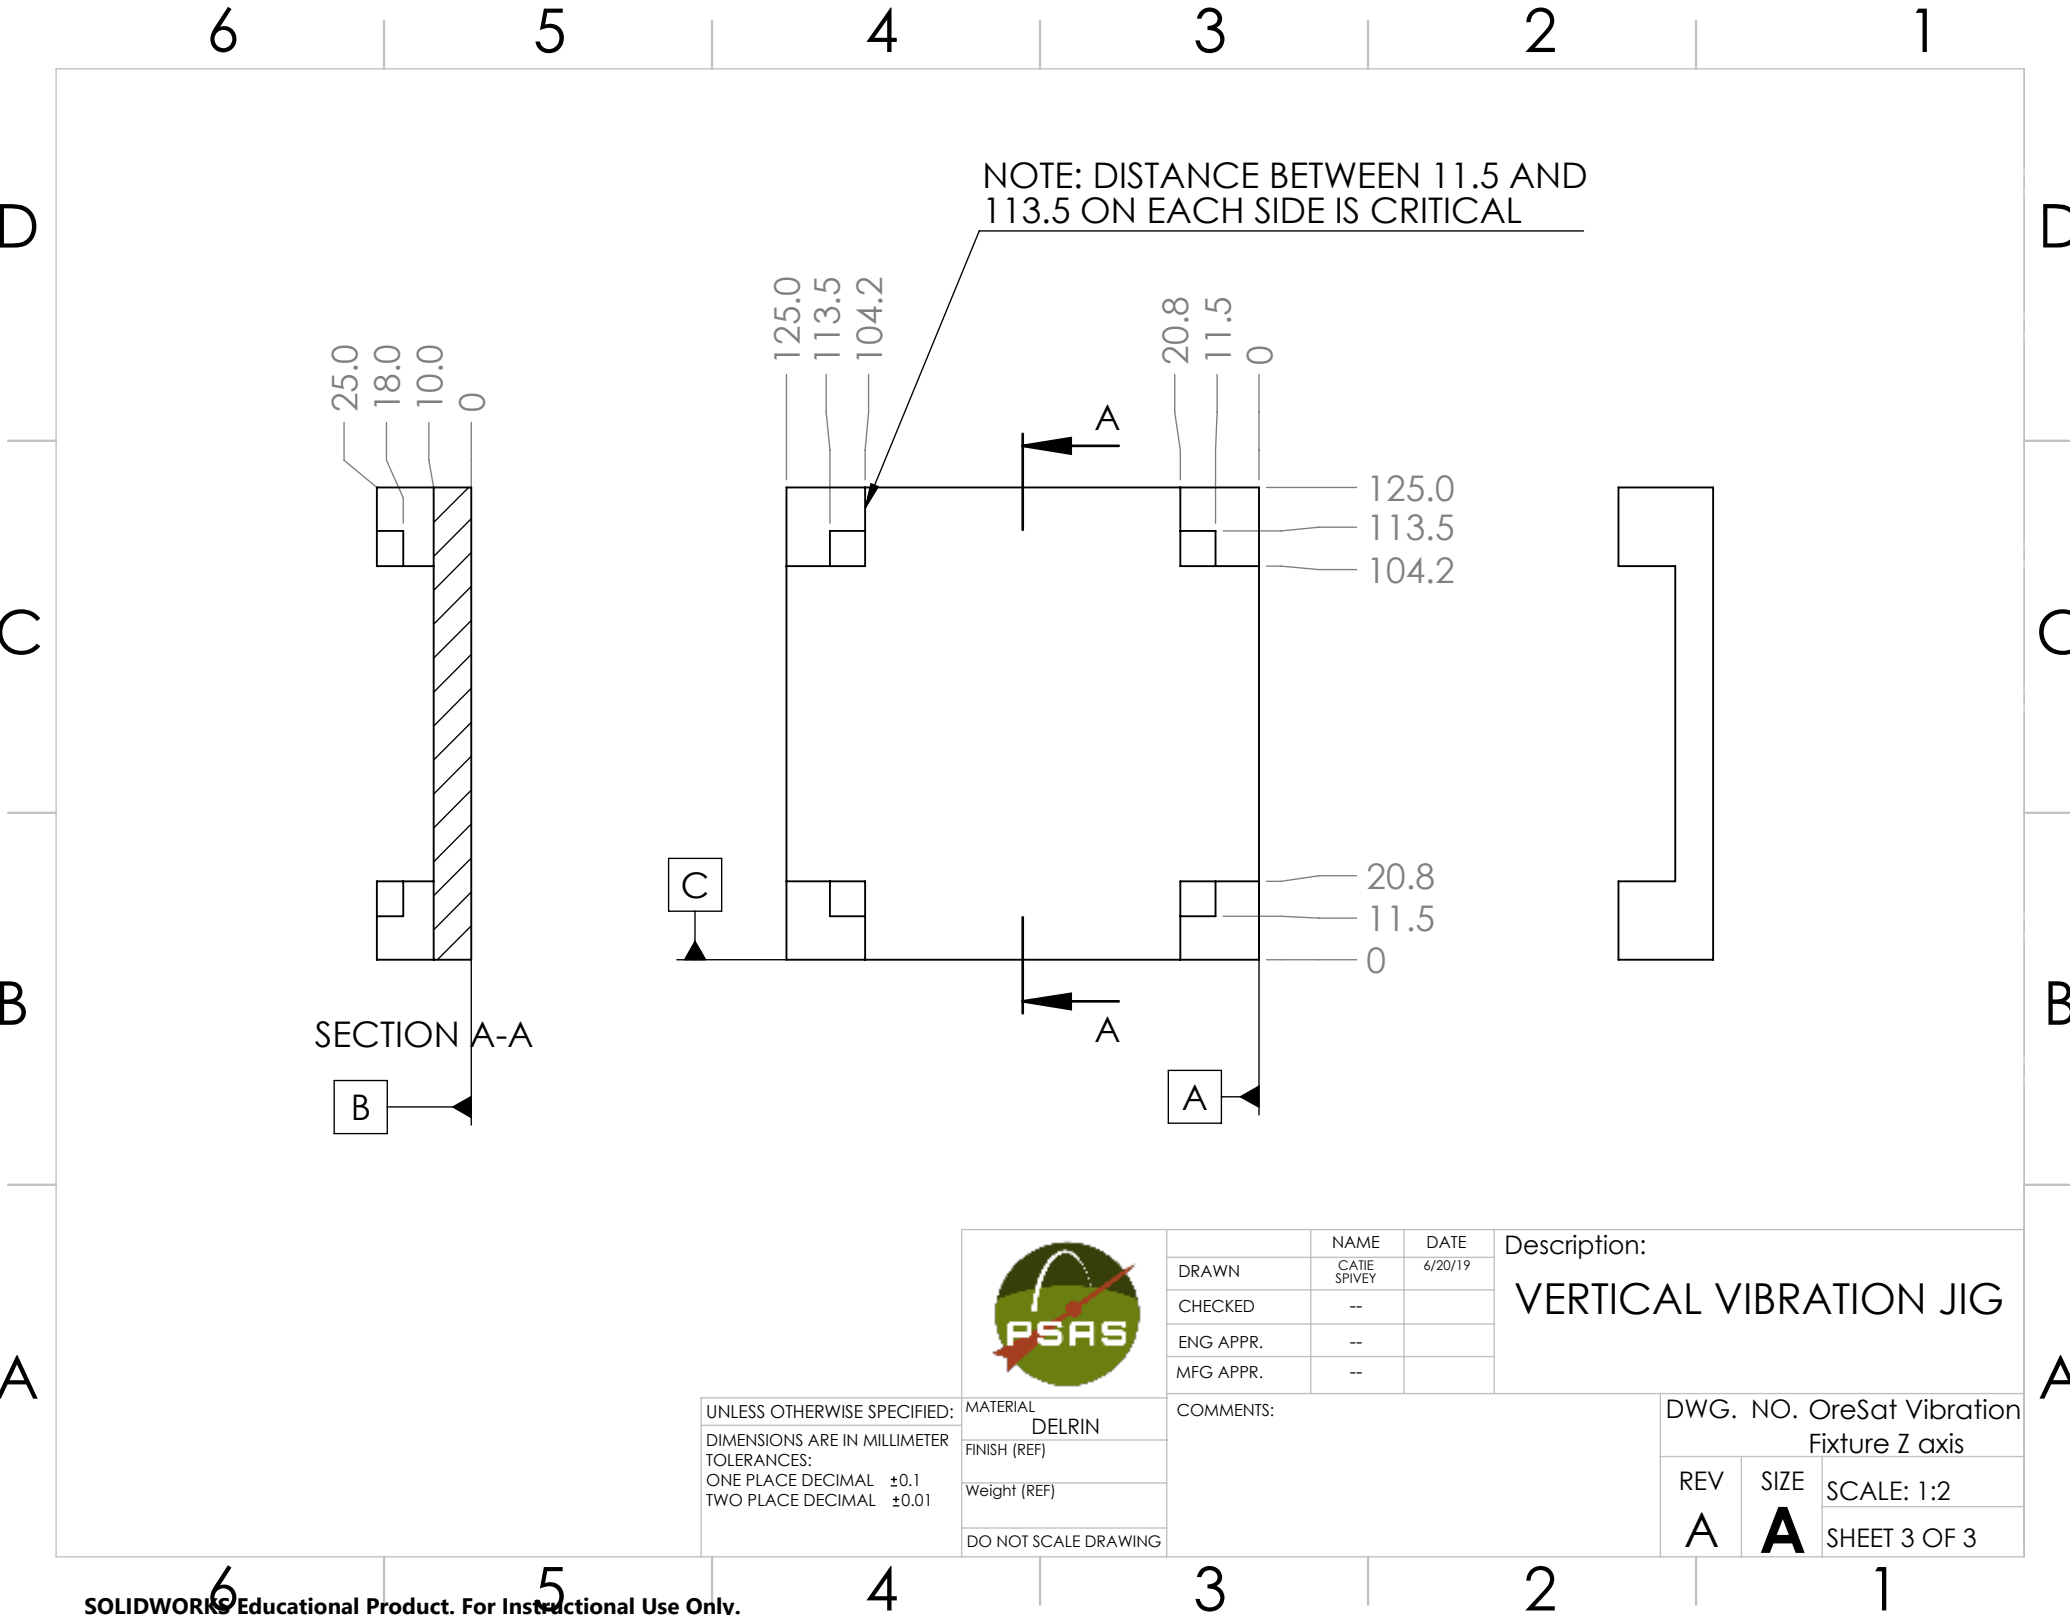 6 5 4 3 2 1
NOTE: DISTANCE BETWEEN 11.5 AND
113.5 ON EACH SIDE IS CRITICAL
D D
125.0
113.5
104.2
20.8
11.5
0
25.0
18.0
10.0
0
A
125.0
113.5
104.2
C C
C
20.8
11.5
0
B B
SECTION A-A
A
B
A
A A
PSAS
NAME DATE
DRAWN CATIE
SPIVEY 6/20/19
CHECKED --
ENG APPR. --
MFG APPR. --
Description:
VERTICAL VIBRATION JIG
UNLESS OTHERWISE SPECIFIED:
DIMENSIONS ARE IN MILLIMETER
TOLERANCES:
ONE PLACE DECIMAL ±0.1
TWO PLACE DECIMAL ±0.01
MATERIAL
DELRIN
FINISH (REF)
Weight (REF)
DO NOT SCALE DRAWING
COMMENTS:
DWG. NO. OreSat Vibration
Fixture Z axis
REV
A
SIZE
A
SCALE: 1:2
SHEET 3 OF 3
6 5 4 3 2 1
SOLIDWORKS Educational Product. For Instructional Use Only.